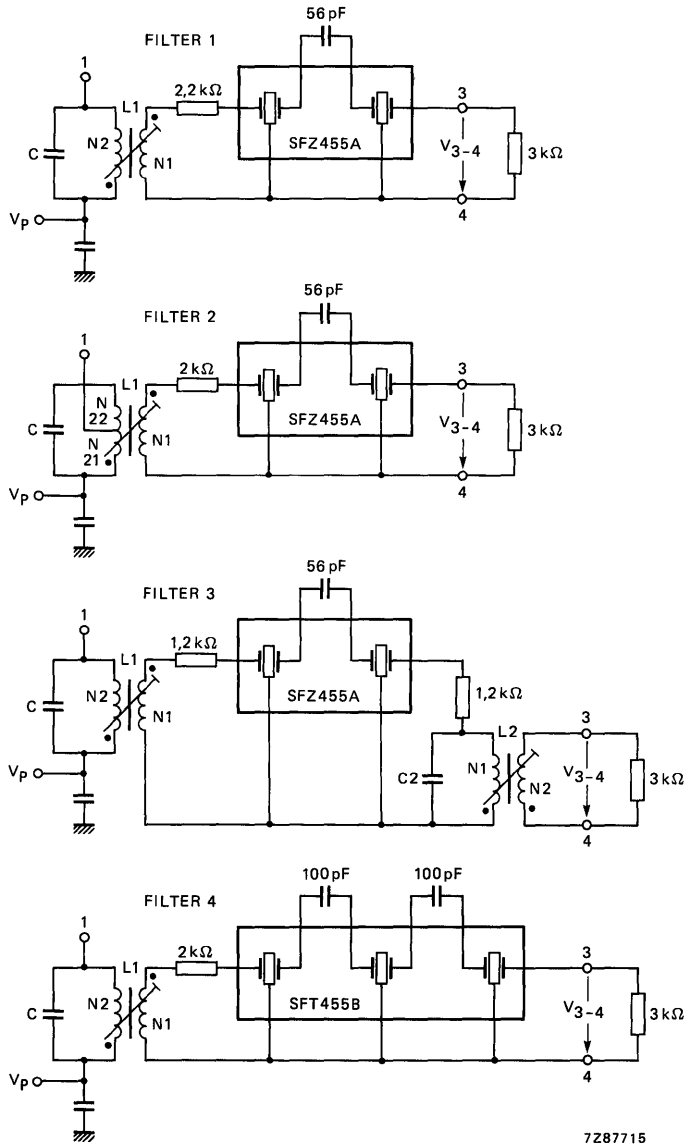 56 pF
FILTER 1
1
L1
2,2 kΩ
3
C
N2
N1
SFZ455A
V3-4
3 kΩ
VP
4
56 pF
FILTER 2
1
L1
2 kΩ
3
C
N
22
N
21
N1
SFZ455A
V3-4
3 kΩ
VP
4
56 pF
FILTER 3
1
L1
1,2 kΩ
C
N2
N1
SFZ455A
1,2 kΩ
L2
3
VP
C2
N1
N2
V3-4
3 kΩ
4
100 pF
100 pF
FILTER 4
1
L1
2 kΩ
3
C
N2
N1
SFT455B
V3-4
3 kΩ
VP
4
7Z87715